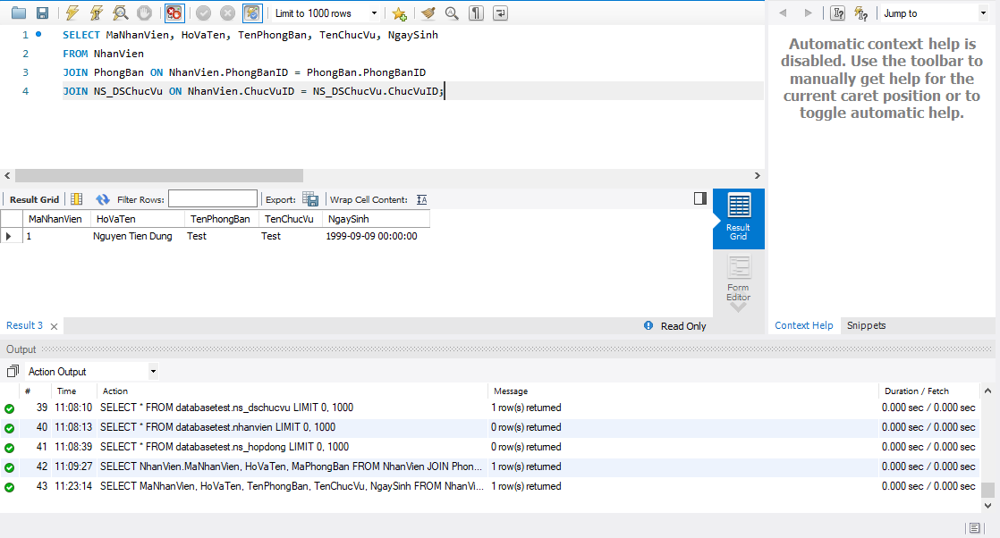 Limit to 1000 rows
Jump to
1 SELECT MaNhanVien, HoVaTen, TenPhongBan, TenChucVu, NgaySinh
2 FROM NhanVien
3 JOIN PhongBan ON NhanVien.PhongBanID = PhongBan.PhongBanID
4 JOIN NS_DSChucVu ON NhanVien.ChucVuID = NS_DSChucVu.ChucVuID;
Automatic context help is
disabled. Use the toolbar to
manually get help for the
current caret position or to
toggle automatic help.
Result Grid Filter Rows: Export: Wrap Cell Content:
MaNhanVien HoVaTen TenPhongBan TenChucVu NgaySinh
1 Nguyen Tien Dung Test Test 1999-09-09 00:00:00
Result
Grid
Form
Editor
Result 3 Read Only
Context Help Snippets
Output
Action Output
# Time Action Message Duration / Fetch
39 11:08:10 SELECT * FROM databasetest.ns_dschucvu LIMIT 0, 1000 1 row(s) returned 0.000 sec / 0.000 sec
40 11:08:13 SELECT * FROM databasetest.nhanvien LIMIT 0, 1000 0 row(s) returned 0.000 sec / 0.000 sec
41 11:08:39 SELECT * FROM databasetest.ns_hopdong LIMIT 0, 1000 0 row(s) returned 0.000 sec / 0.000 sec
42 11:09:27 SELECT NhanVien.MaNhanVien, HoVaTen, MaPhongBan FROM NhanVien JOIN Phon... 1 row(s) returned 0.000 sec / 0.000 sec
43 11:23:14 SELECT MaNhanVien, HoVaTen, TenPhongBan, TenChucVu, NgaySinh FROM NhanVi... 1 row(s) returned 0.000 sec / 0.000 sec